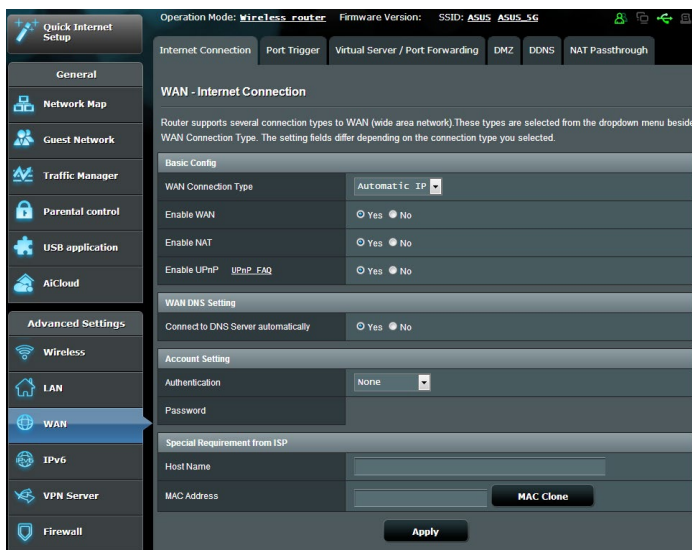 Quick Internet
Setup
General
Network Map
Guest Network
Traffic Manager
Parental control
USB application
AiCloud
Advanced Settings
Wireless
LAN
WAN
IPv6
VPN Server
Firewall
Operation Mode: Wireless router Firmware Version: SSID: ASUS ASUS_5G
Internet Connection Port Trigger Virtual Server / Port Forwarding DMZ DDNS NAT Passthrough
WAN - Internet Connection
Router supports several connection types to WAN (wide area network).These types are selected from the dropdown menu beside
WAN Connection Type. The setting fields differ depending on the connection type you selected.
Basic Config
WAN Connection Type Automatic IP
Enable WAN Yes No
Enable NAT Yes No
Enable UPnP UPnP FAQ Yes No
WAN DNS Setting
Connect to DNS Server automatically Yes No
Account Setting
Authentication None
Password
Special Requirement from ISP
Host Name
MAC Address MAC Clone
Apply